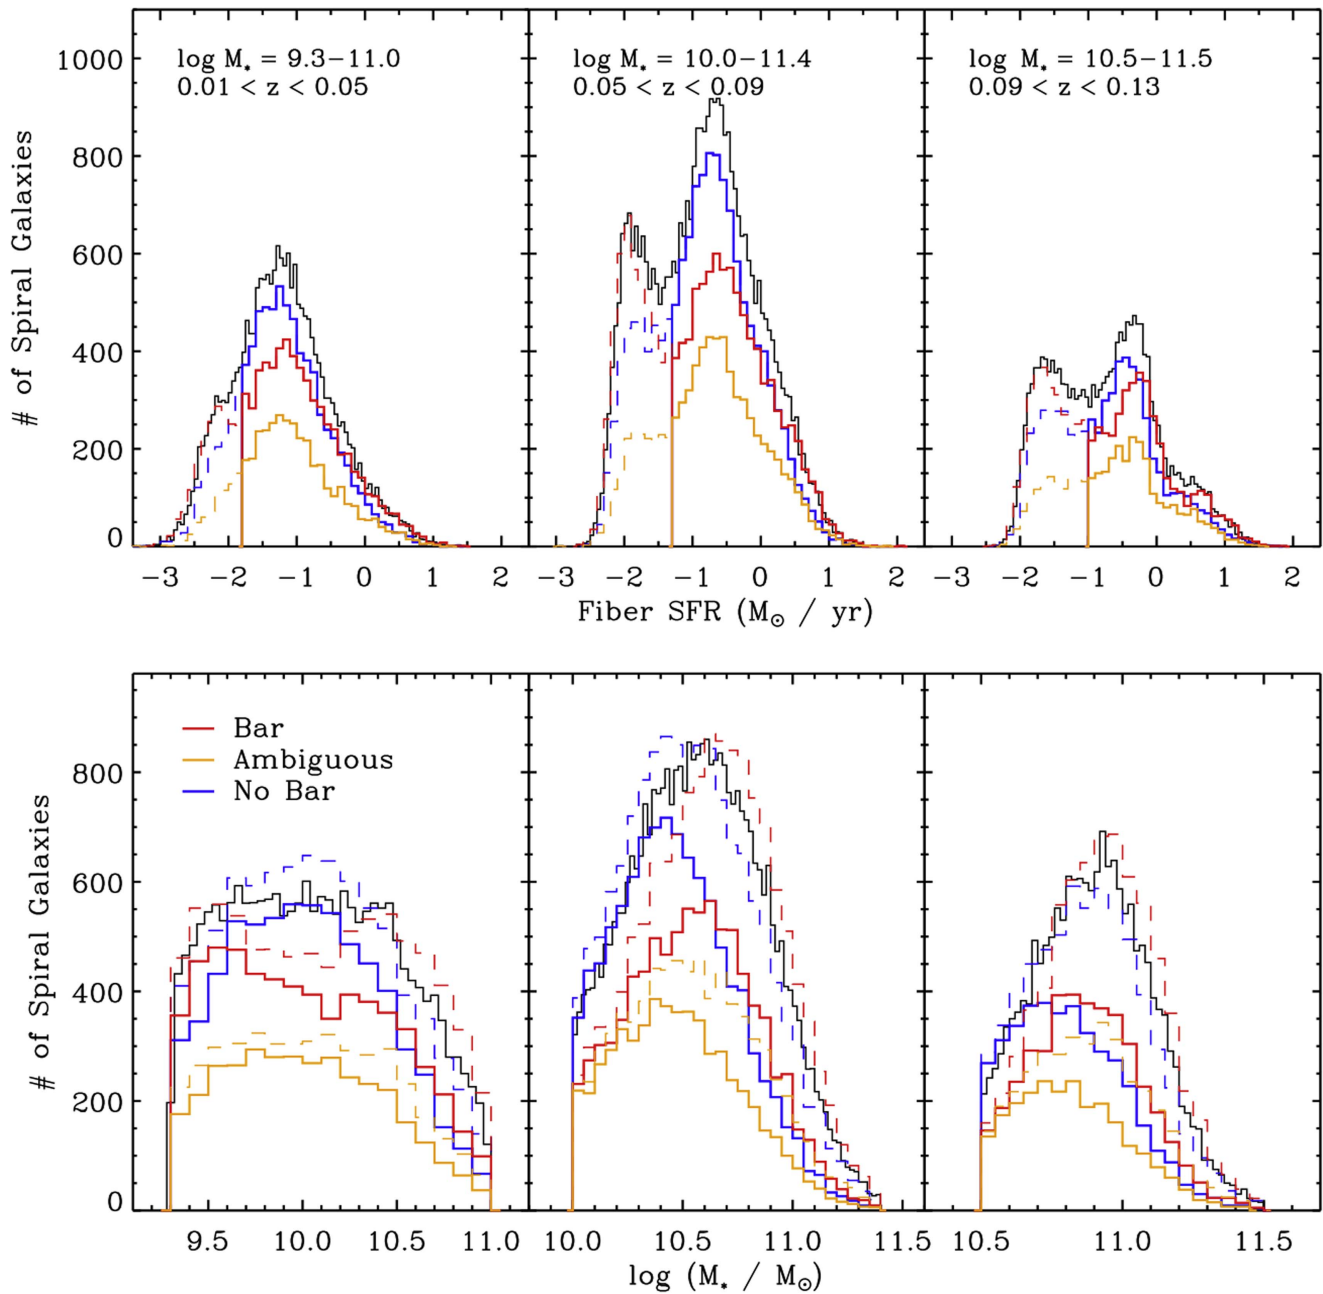 # of Spiral Galaxies
1000
800
600
400
200
0
log M* = 9.3−11.0
0.01 < z < 0.05
log M* = 10.0−11.4
0.05 < z < 0.09
log M* = 10.5−11.5
0.09 < z < 0.13
−3 −2 −1 0 1 2 −3 −2 −1 0 1 2 −3 −2 −1 0 1 2
Fiber SFR (M⊙ / yr)
# of Spiral Galaxies
800
600
400
200
0
Bar
Ambiguous
No Bar
9.5 10.0 10.5 11.0 10.0 10.5 11.0 11.5 10.5 11.0 11.5
log (M* / M⊙)